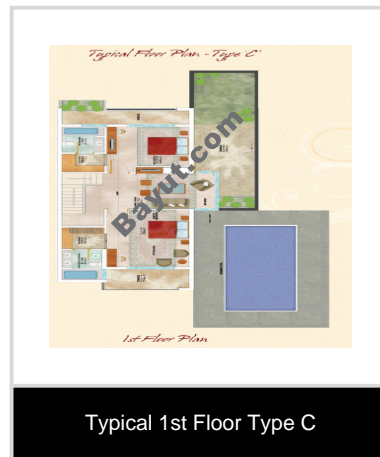 Typical Floor Plan - Type 'C'
Bayut.com
1st Floor Plan
Typical 1st Floor Type C